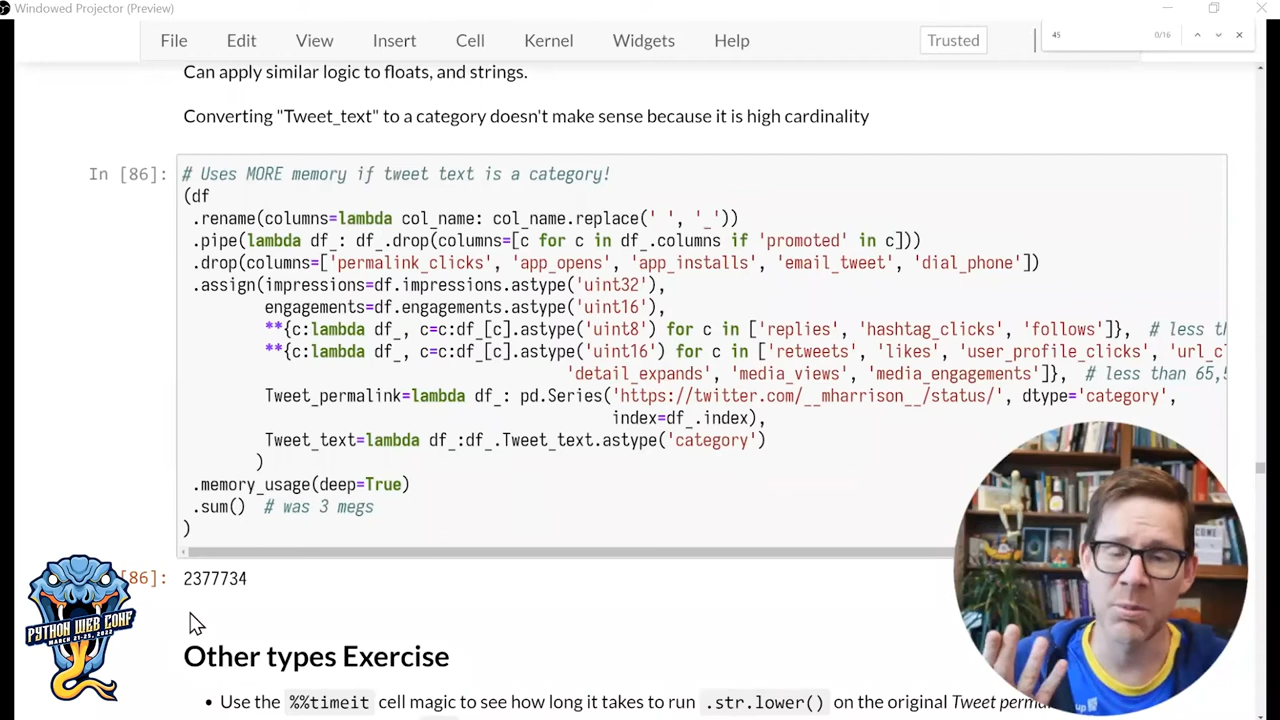 Windowed Projector (Preview)
File Edit View Insert Cell Kernel Widgets Help Trusted
45 0/16
Can apply similar logic to floats, and strings.
Converting "Tweet_text" to a category doesn't make sense because it is high cardinality
In [86]:
# Uses MORE memory if tweet text is a category!
(df
.rename(columns=lambda col_name: col_name.replace(' ', '_'))
.pipe(lambda df_: df_.drop(columns=[c for c in df_.columns if 'promoted' in c]))
.drop(columns=['permalink_clicks', 'app_opens', 'app_installs', 'email_tweet', 'dial_phone'])
.assign(impressions=df.impressions.astype('uint32'),
engagements=df.engagements.astype('uint16'),
**{c:lambda df_, c=c:df_[c].astype('uint8') for c in ['replies', 'hashtag_clicks', 'follows']}, # less th
**{c:lambda df_, c=c:df_[c].astype('uint16') for c in ['retweets', 'likes', 'user_profile_clicks', 'url_c
'detail_expands', 'media_views', 'media_engagements']}, # less than 65,5
Tweet_permalink=lambda df_: pd.Series('https://twitter.com/__mharrison__/status/', dtype='category',
index=df_.index),
Tweet_text=lambda df_:df_.Tweet_text.astype('category')
)
.memory_usage(deep=True)
.sum() # was 3 megs
)
[86]: 2377734
PYTHON WEB CONF
MARCH 21-25, 2022
Other types Exercise
• Use the %%timeit cell magic to see how long it takes to run .str.lower() on the original Tweet perma